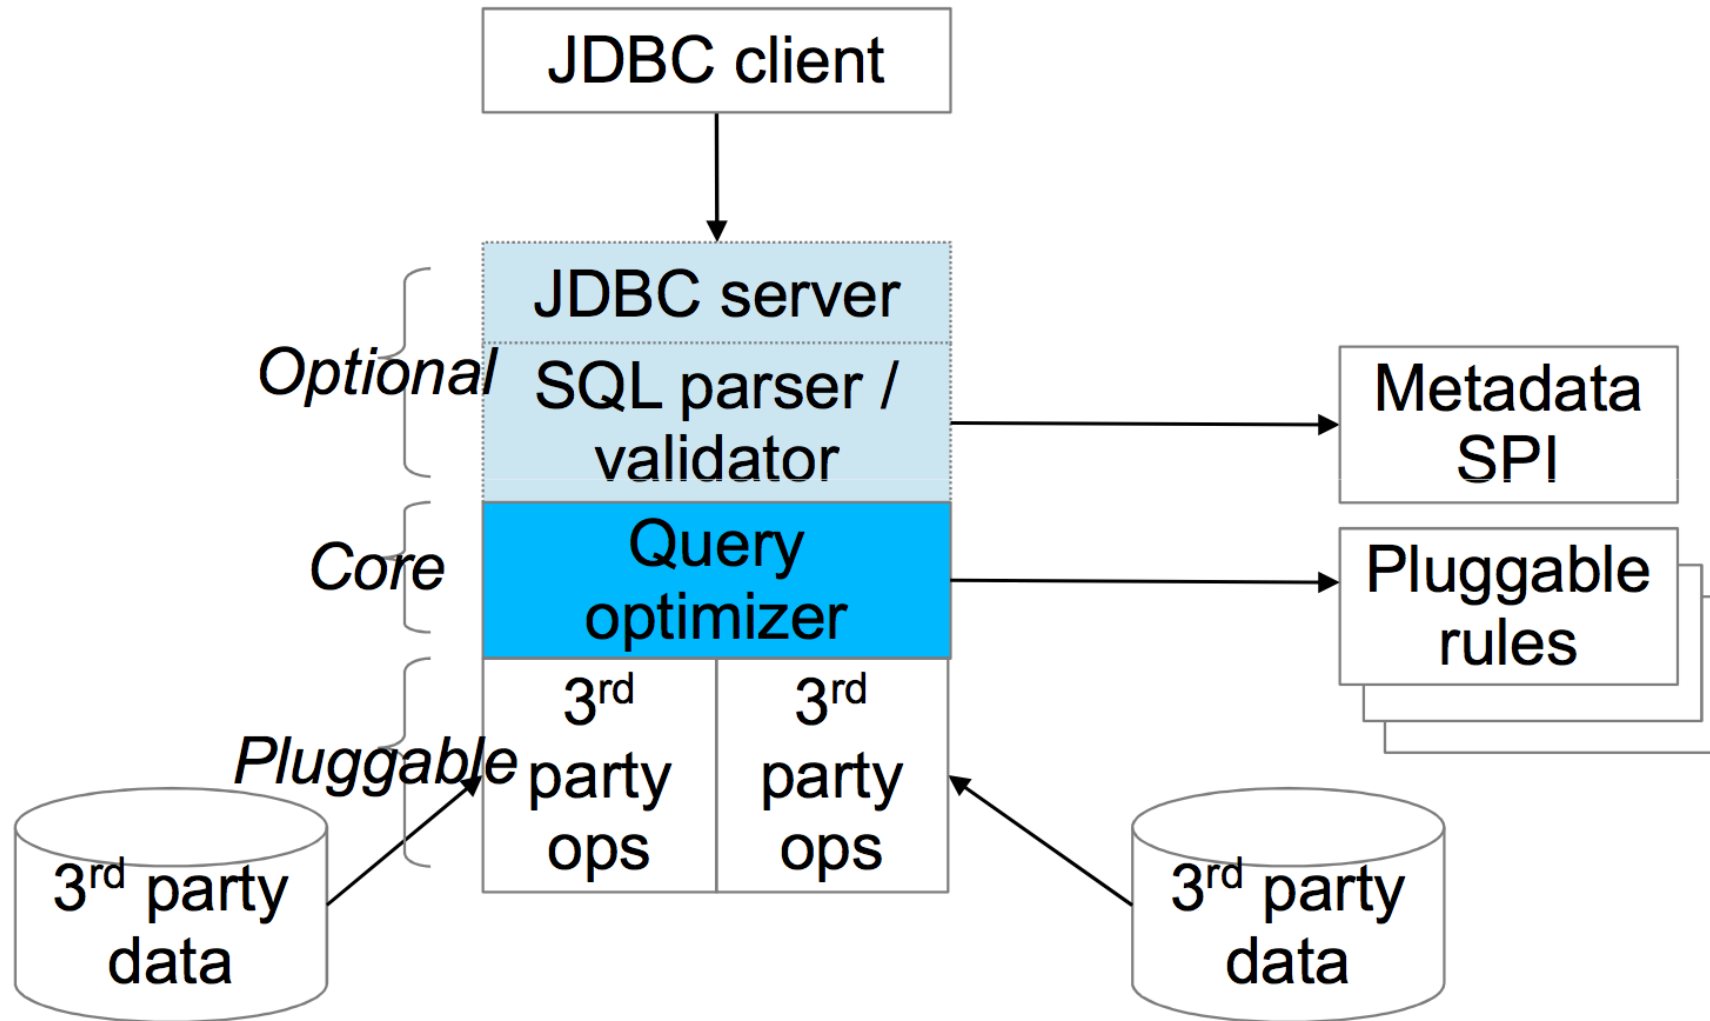 JDBC client
JDBC server
Optional
SQL parser /
validator
Metadata
SPI
Core
Query
optimizer
Pluggable
rules
Pluggable
3rd
party
ops
3rd
party
ops
3rd party
data
3rd party
data